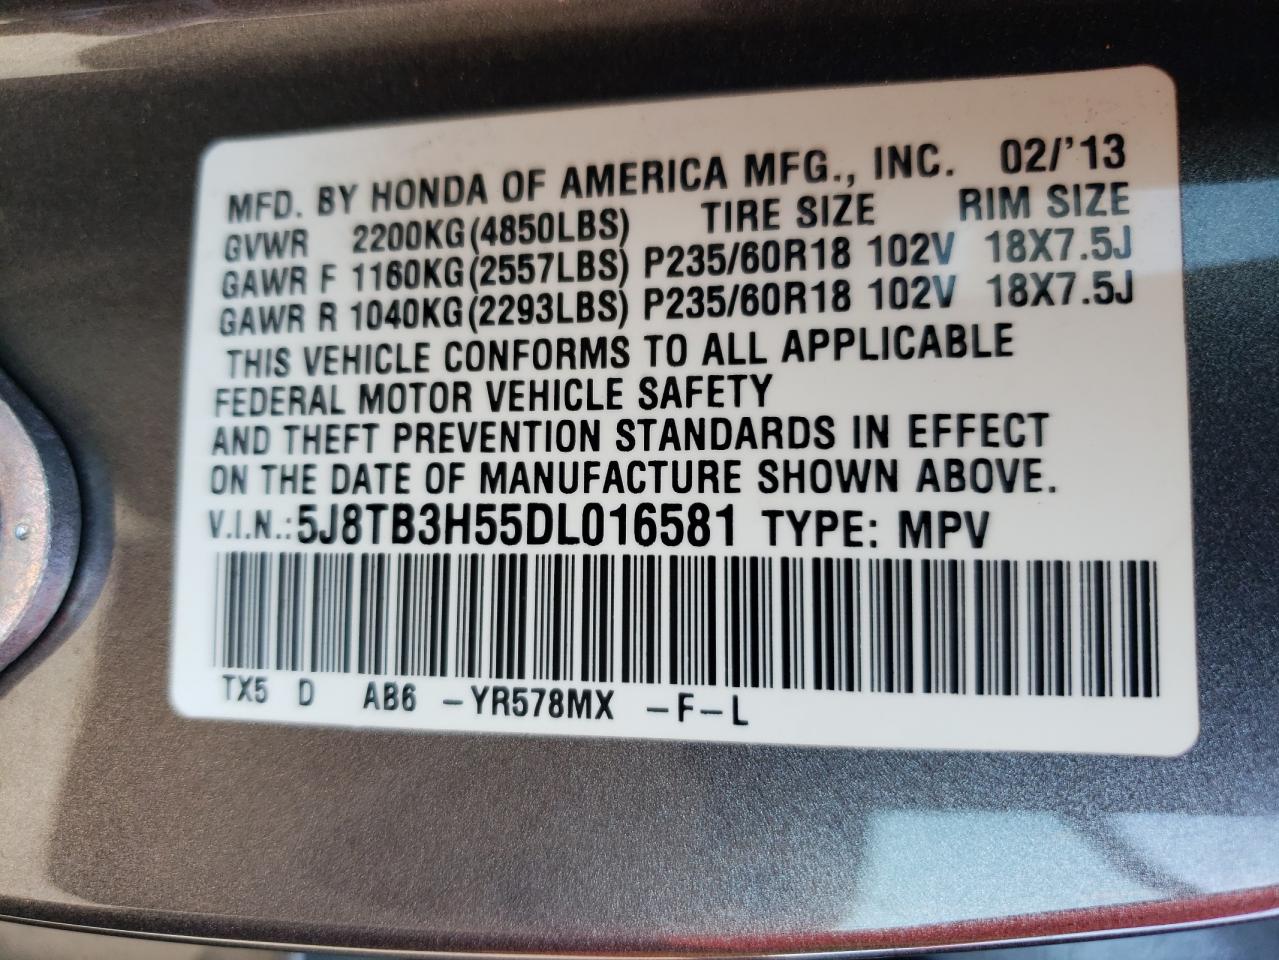 MFD. BY HONDA OF AMERICA MFG., INC. 02/'13
GVWR 2200KG(4850LBS) TIRE SIZE RIM SIZE
GAWR F 1160KG(2557LBS) P235/60R18 102V 18X7.5J
GAWR R 1040KG(2293LBS) P235/60R18 102V 18X7.5J
THIS VEHICLE CONFORMS TO ALL APPLICABLE
FEDERAL MOTOR VEHICLE SAFETY
AND THEFT PREVENTION STANDARDS IN EFFECT
ON THE DATE OF MANUFACTURE SHOWN ABOVE.
V.I.N.: 5J8TB3H55DL016581 TYPE: MPV
TX5 D AB6 -YR578MX -F-L